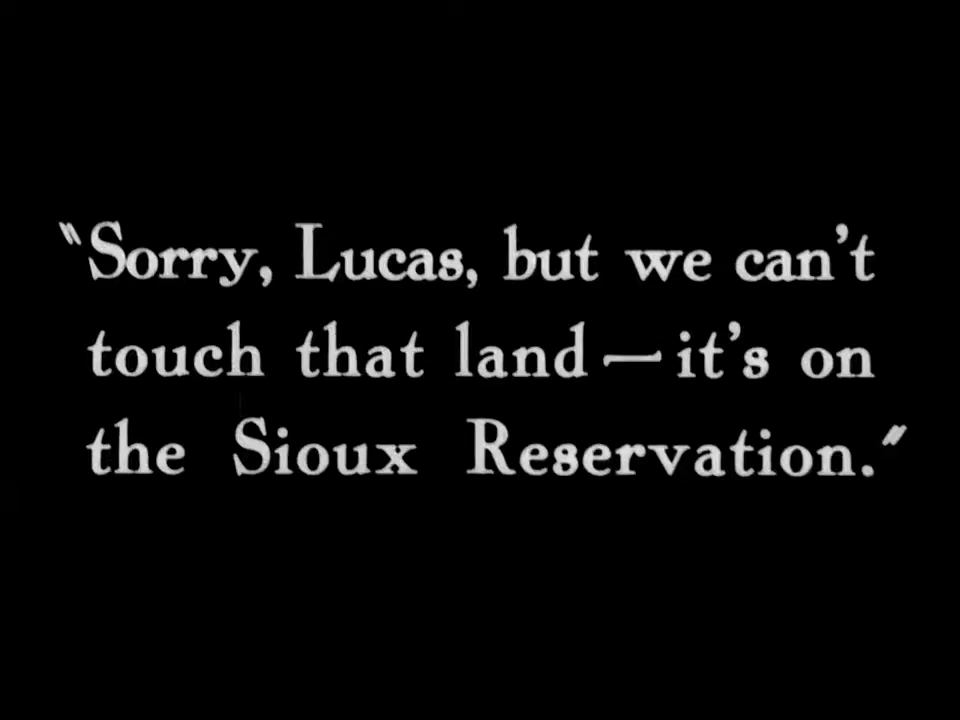 "Sorry, Lucas, but we can't
touch that land — it's on
the Sioux Reservation."